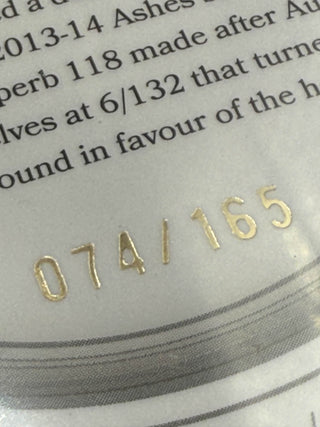 d a
2013-14 Ashes
perb 118 made after Au
lves at 6/132 that turne
ound in favour of the h
074/165